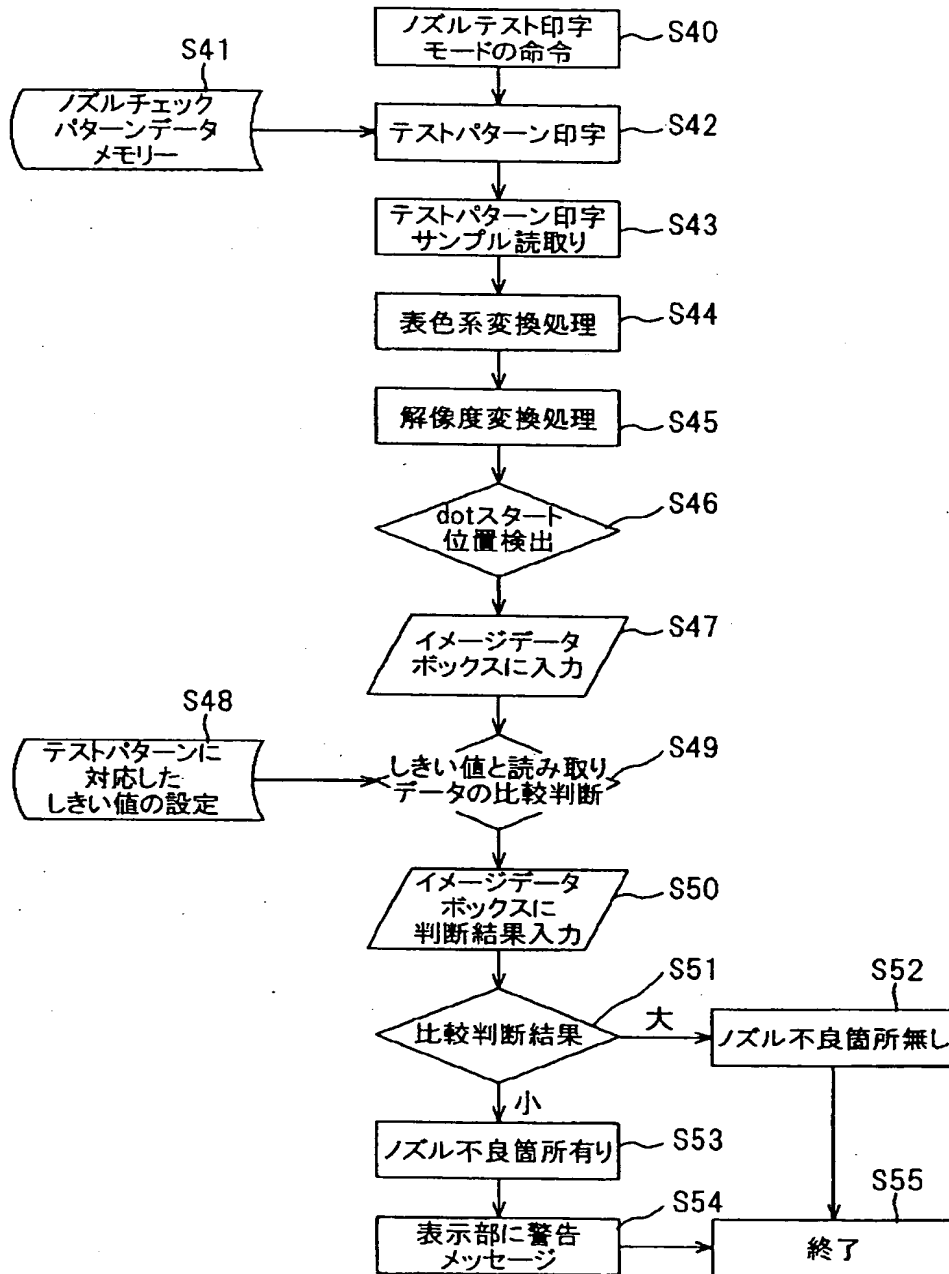 ノズルテスト印字
モードの命令
S40
S41
ノズルチェック
パターンデータ
メモリー
テストパターン印字
S42
テストパターン印字
サンプル読取り
S43
表色系変換処理
S44
解像度変換処理
S45
dotスタート
位置検出
S46
イメージデータ
ボックスに入力
S47
S48
テストパターンに
対応した
しきい値の設定
しきい値と読み取り
データの比較判断
S49
イメージデータ
ボックスに
判断結果入力
S50
比較判断結果
S51
大
S52
ノズル不良箇所無し
小
ノズル不良箇所有り
S53
表示部に警告
メッセージ
S54
S55
終了